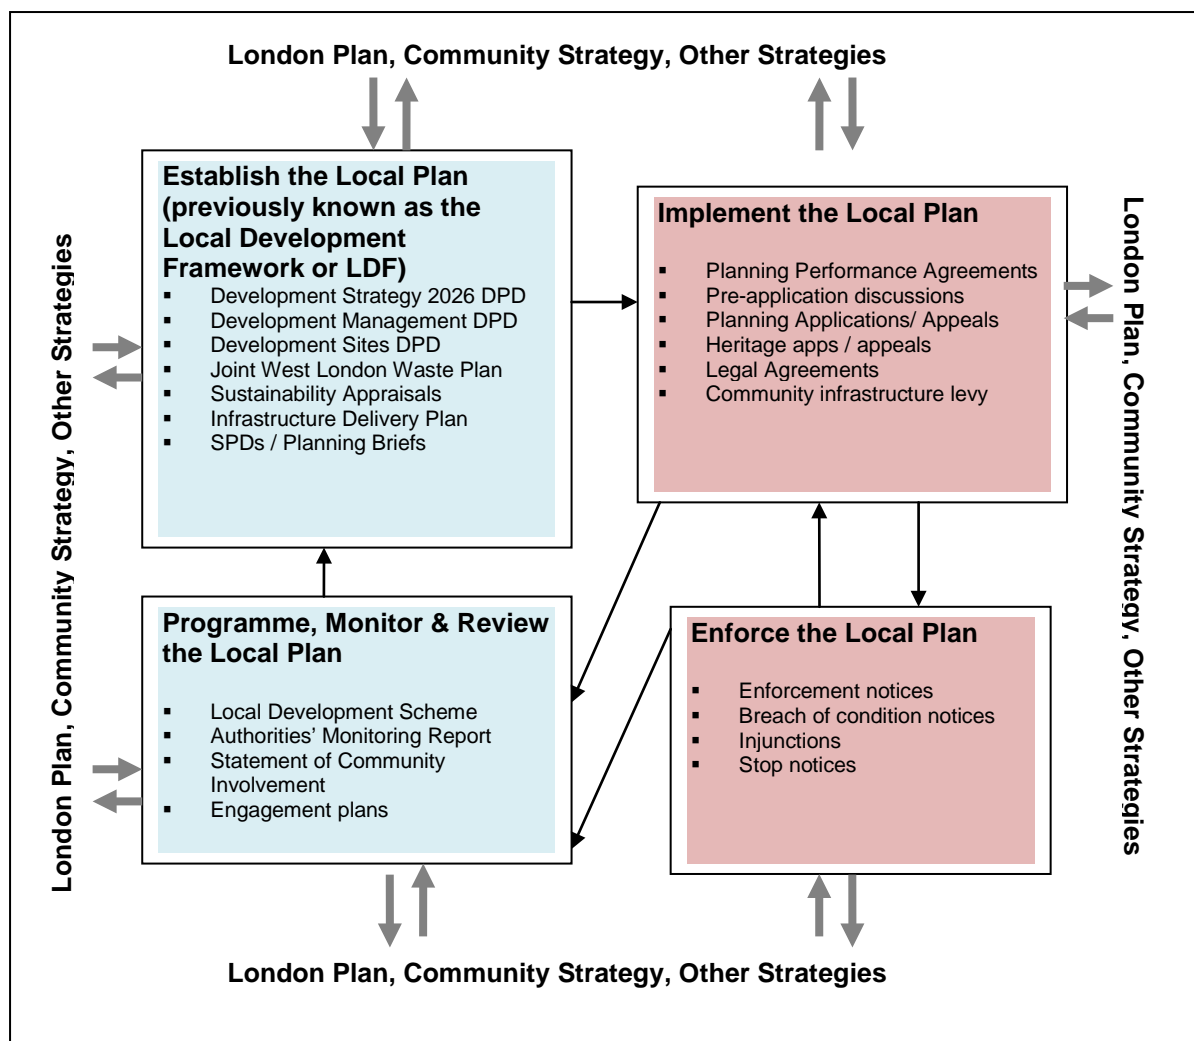 London Plan, Community Strategy, Other Strategies
Establish the Local Plan
(previously known as the
Local Development
Framework or LDF)
▪ Development Strategy 2026 DPD
▪ Development Management DPD
▪ Development Sites DPD
▪ Joint West London Waste Plan
▪ Sustainability Appraisals
▪ Infrastructure Delivery Plan
▪ SPDs / Planning Briefs
Implement the Local Plan
▪ Planning Performance Agreements
▪ Pre-application discussions
▪ Planning Applications/ Appeals
▪ Heritage apps / appeals
▪ Legal Agreements
▪ Community infrastructure levy
London Plan, Community Strategy, Other Strategies
London Plan, Community Strategy, Other Strategies
Programme, Monitor & Review
the Local Plan
▪ Local Development Scheme
▪ Authorities’ Monitoring Report
▪ Statement of Community
Involvement
▪ Engagement plans
Enforce the Local Plan
▪ Enforcement notices
▪ Breach of condition notices
▪ Injunctions
▪ Stop notices
London Plan, Community Strategy, Other Strategies